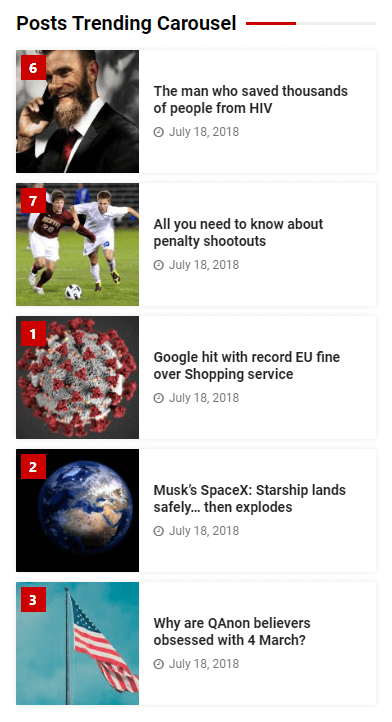 Posts Trending Carousel
6
The man who saved thousands
of people from HIV
July 18, 2018
7
All you need to know about
penalty shootouts
July 18, 2018
1
Google hit with record EU fine
over Shopping service
July 18, 2018
2
Musk’s SpaceX: Starship lands
safely… then explodes
July 18, 2018
3
Why are QAnon believers
obsessed with 4 March?
July 18, 2018